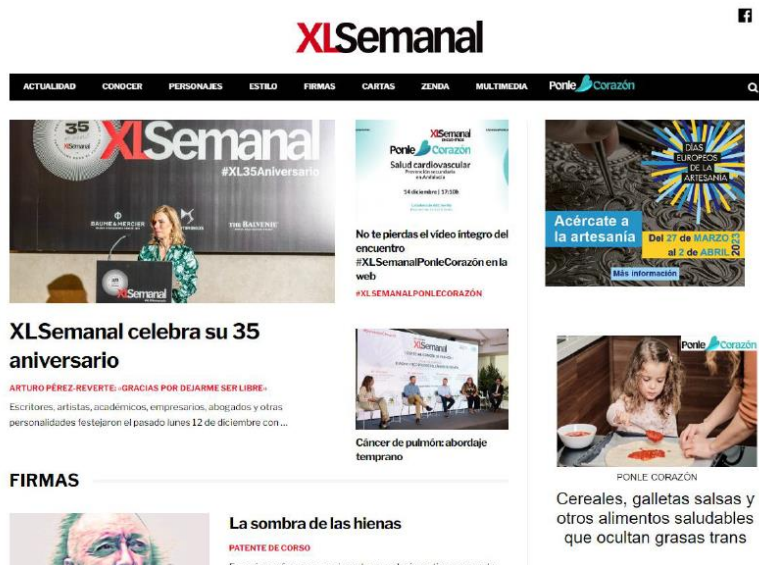 XLSemanal
ACTUALIDAD CONOCER PERSONAJES ESTILO FIRMAS CARTAS ZENDA MULTIMEDIA Ponle Corazón
35
XLSemanal
#XL35Aniversario
BAUME & MERCIER
THE BALVENIE
XLSemanal
XLSemanal celebra su 35
aniversario
ARTURO PÉREZ-REVERTE: «GRACIAS POR DEJARME SER LIBRE»
Escritores, artistas, académicos, empresarios, abogados y otras
personalidades festejaron el pasado lunes 12 de diciembre con ...
XLSemanal
Ponle Corazón
Salud cardiovascular
Prevención secundaria
en Andalucía
14 diciembre | 17:30h
No te pierdas el vídeo íntegro del
encuentro
#XLSemanalPonleCorazón en la
web
#XLSEMANALPONLECORAZÓN
XLSemanal
Cáncer de pulmón: abordaje
temprano
DÍAS
EUROPEOS
DE LA
ARTESANÍA
Acércate a
la artesanía
Del 27 de MARZO
al 2 de ABRIL
2023
Más información
Ponle Corazón
PONLE CORAZÓN
Cereales, galletas salsas y
otros alimentos saludables
que ocultan grasas trans
FIRMAS
La sombra de las hienas
PATENTE DE CORSO